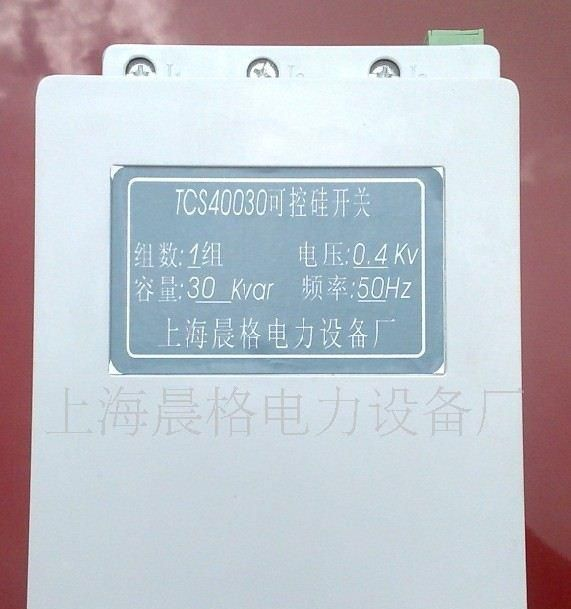 TCS40030可控硅开关
组数:1组 电压:0.4 Kv
容量:30 Kvar 频率:50Hz
上海晨格电力设备厂
上海晨格电力设备厂